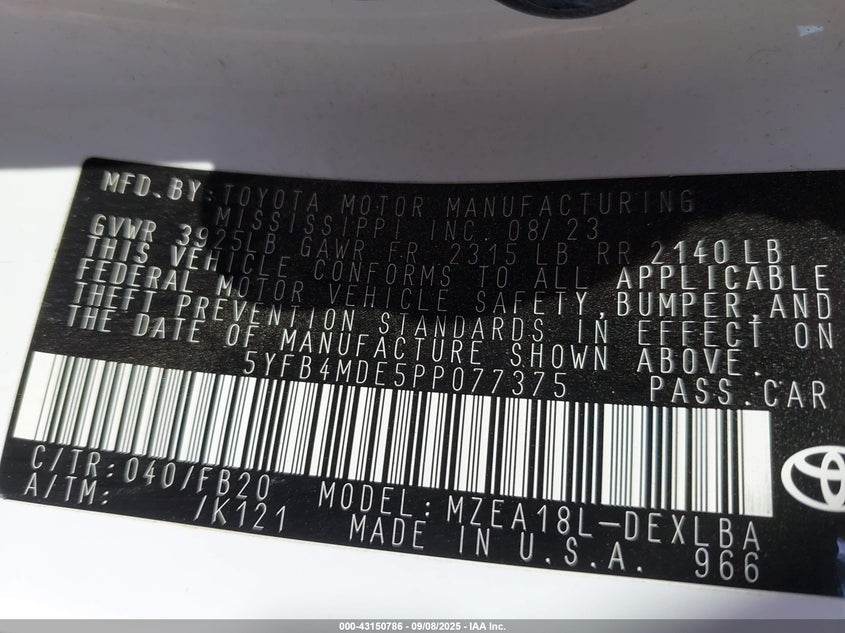 MFD.BY:TOYOTA MOTOR MANUFACTURING
MISSISSIPPI INC. 08/23
GVWR 3925LB GAWR FR 2315 LB RR 2140 LB
THIS VEHICLE CONFORMS TO ALL APPLICABLE
FEDERAL MOTOR VEHICLE SAFETY,BUMPER,AND
THEFT PREVENTION STANDARDS IN EFFECT ON
THE DATE OF MANUFACTURE SHOWN ABOVE.
5YFB4MDE5PP077375 PASS.CAR
C/TR:040/FB20 MODEL:MZEA18L-DEXLBA
A/TM: /K121 MADE IN U.S.A. 966
000-43150786 - 09/08/2025 - IAA Inc.